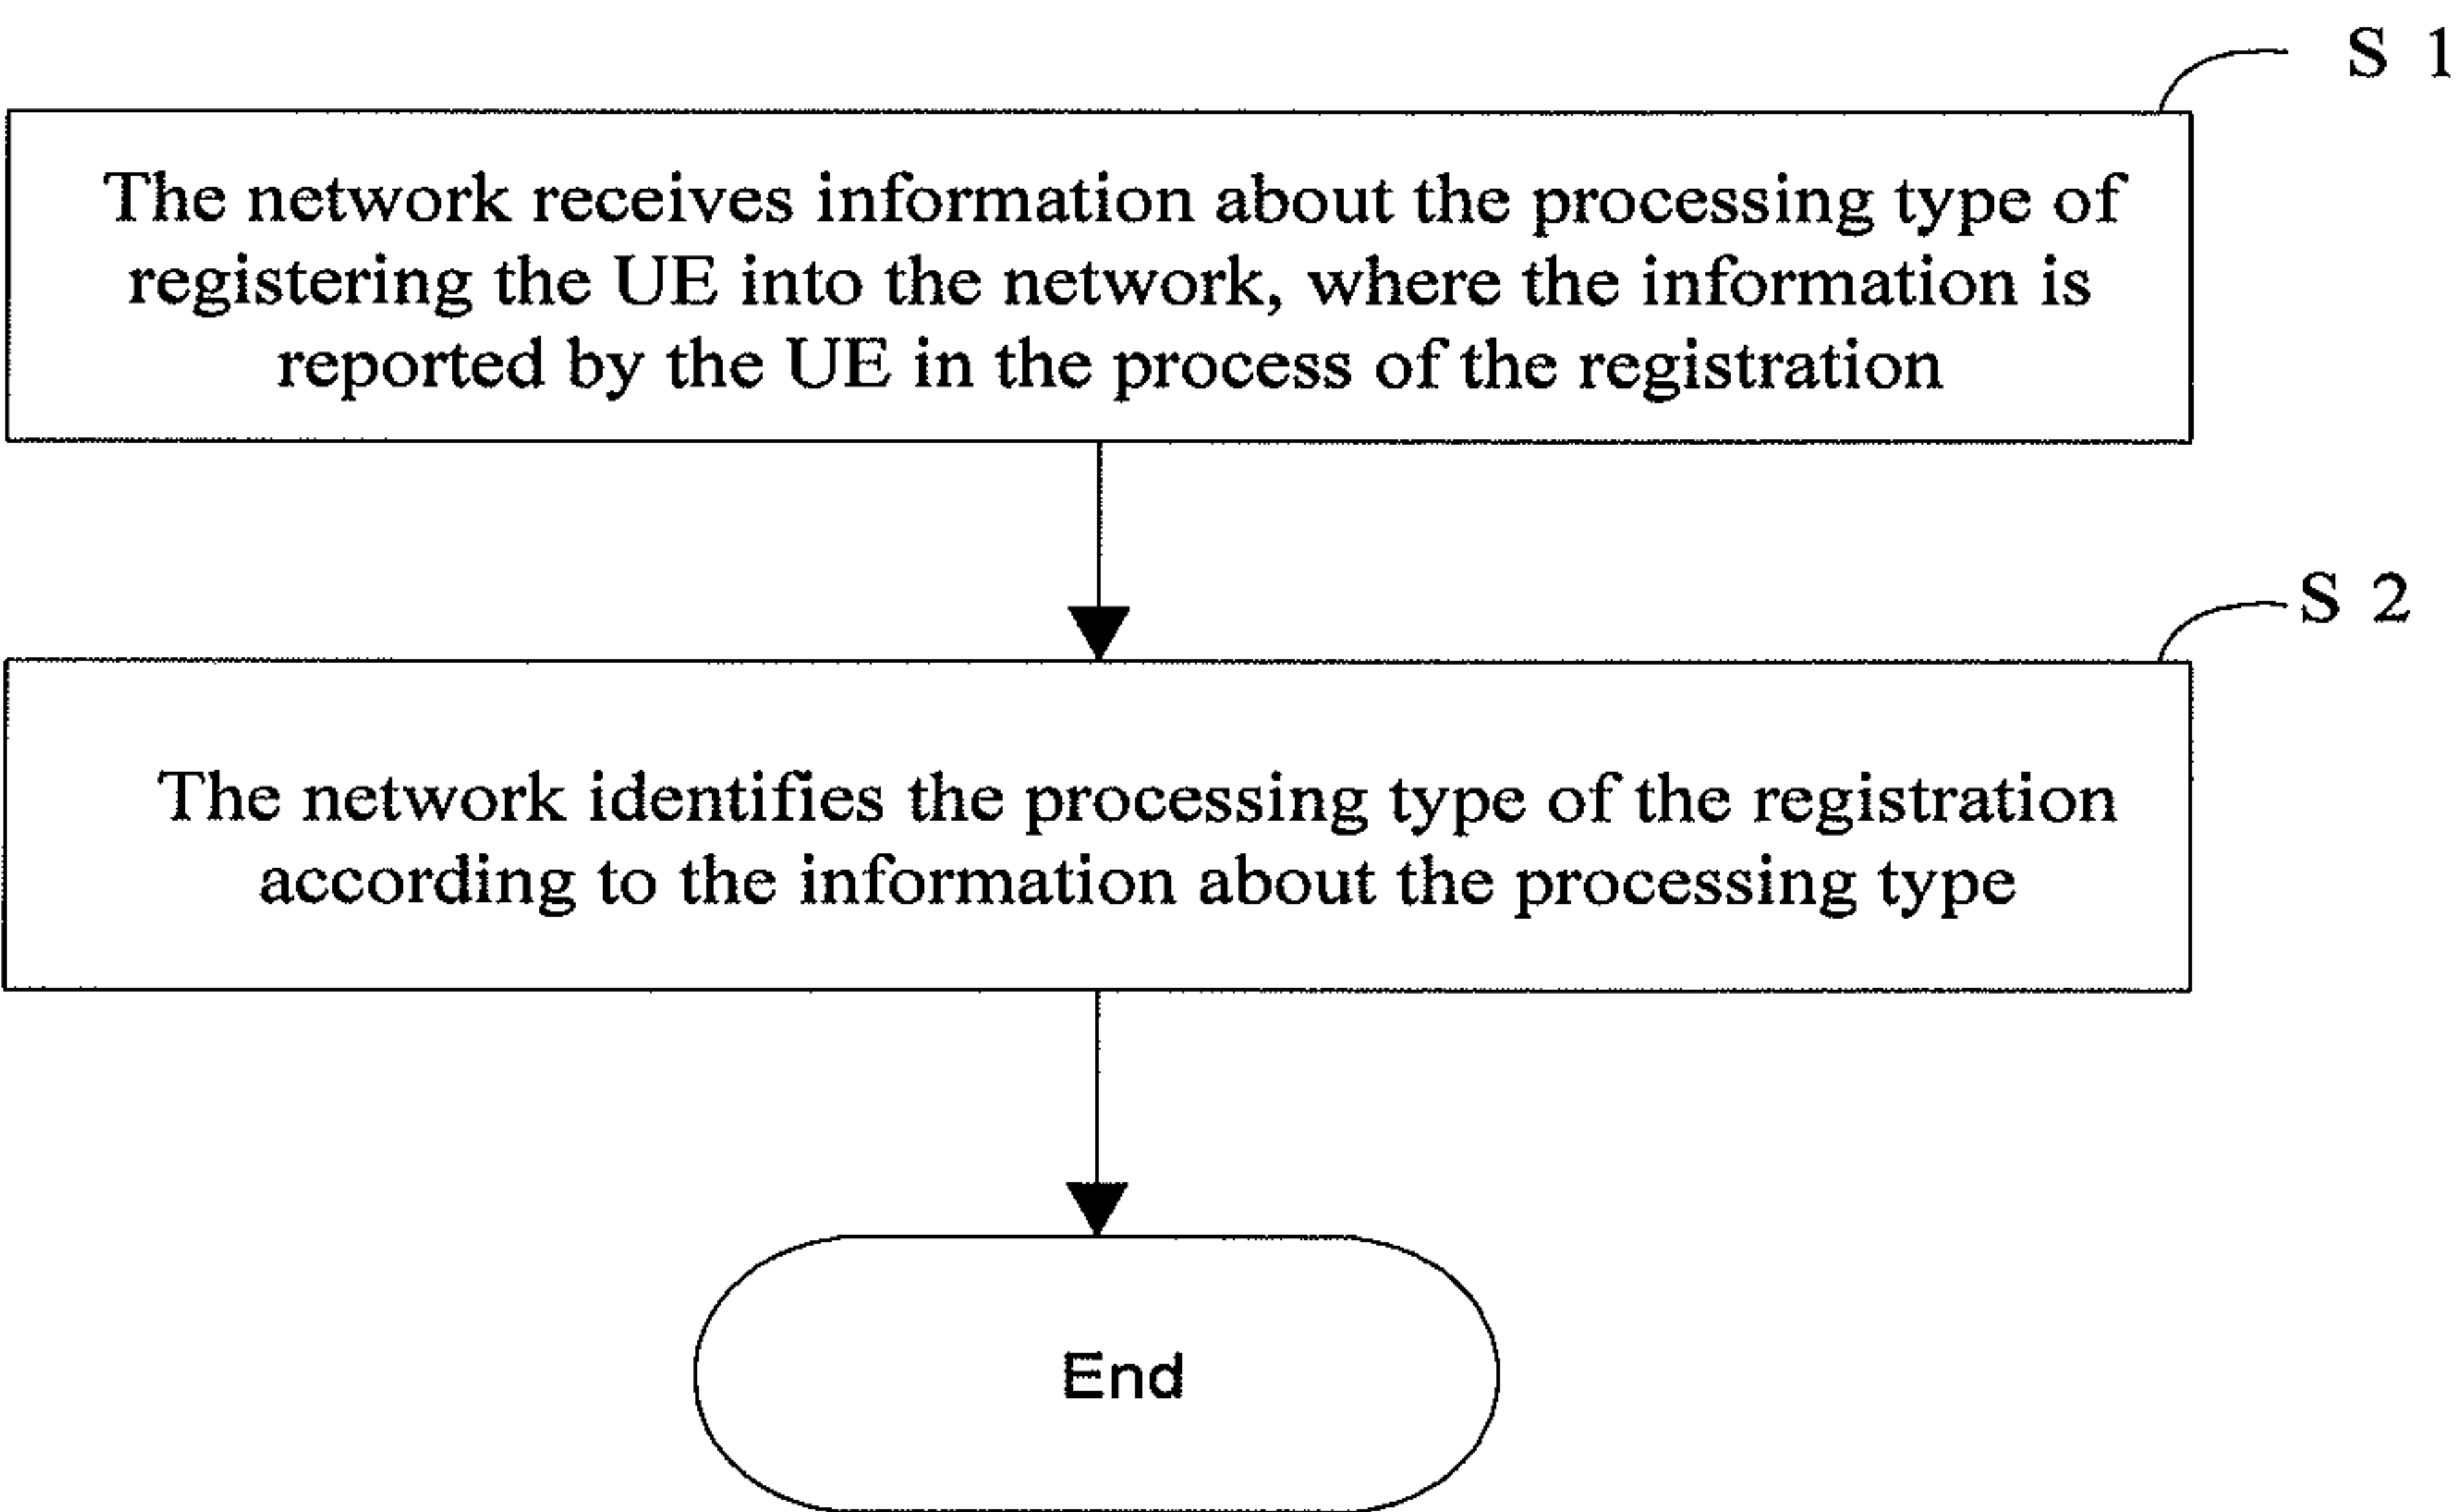 S 1
The network receives information about the processing type of
registering the UE into the network, where the information is
reported by the UE in the process of the registration
S 2
The network identifies the processing type of the registration
according to the information about the processing type
End